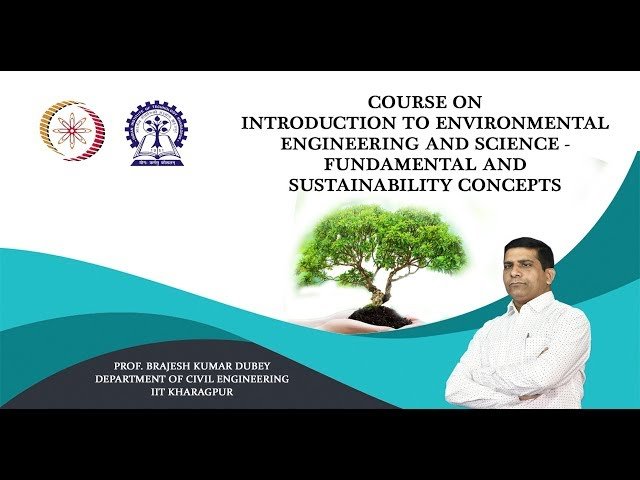 COURSE ON
INTRODUCTION TO ENVIRONMENTAL
ENGINEERING AND SCIENCE -
FUNDAMENTAL AND
SUSTAINABILITY CONCEPTS
PROF. BRAJESH KUMAR DUBEY
DEPARTMENT OF CIVIL ENGINEERING
IIT KHARAGPUR